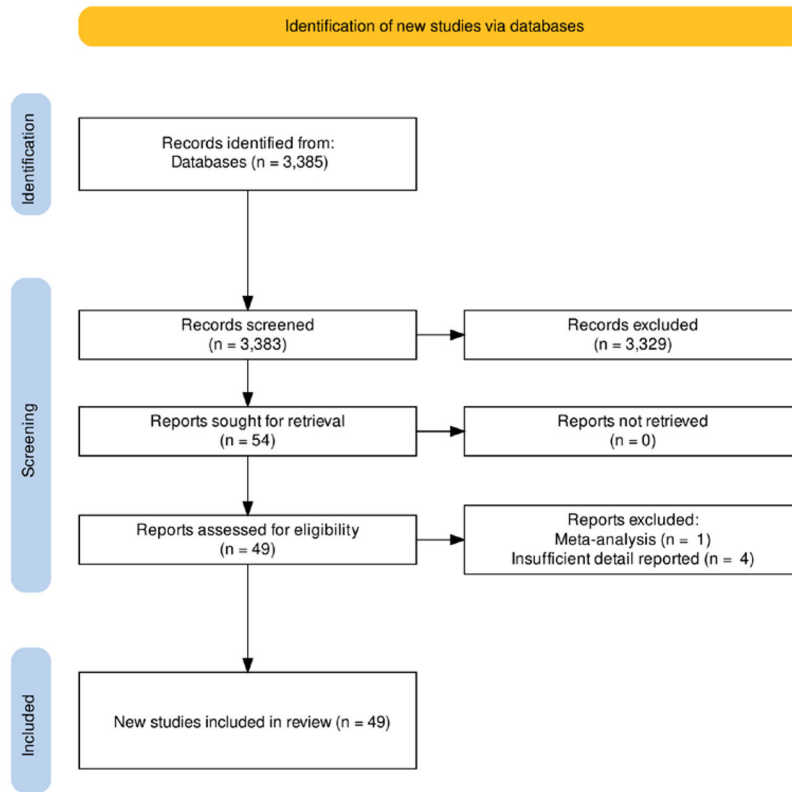 Identification of new studies via databases
Identification
Records identified from:
Databases (n = 3,385)
Screening
Records screened
(n = 3,383)
Records excluded
(n = 3,329)
Reports sought for retrieval
(n = 54)
Reports not retrieved
(n = 0)
Reports assessed for eligibility
(n = 49)
Reports excluded:
Meta-analysis (n = 1)
Insufficient detail reported (n = 4)
Included
New studies included in review (n = 49)